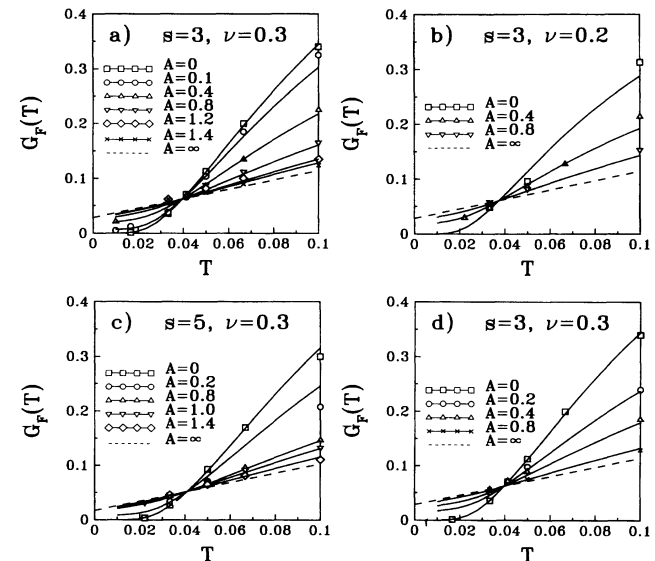 a) s=3, ν=0.3
A=0
A=0.1
A=0.4
A=0.8
A=1.2
A=1.4
A=∞
G_F(T)
0.4
0.3
0.2
0.1
0
0 0.02 0.04 0.06 0.08 0.1
T
b) s=3, ν=0.2
A=0
A=0.4
A=0.8
A=∞
G_F(T)
0.4
0.3
0.2
0.1
0
0 0.02 0.04 0.06 0.08 0.1
T
c) s=5, ν=0.3
A=0
A=0.2
A=0.8
A=1.0
A=1.4
A=∞
G_F(T)
0.4
0.3
0.2
0.1
0
0 0.02 0.04 0.06 0.08 0.1
T
d) s=3, ν=0.3
A=0
A=0.2
A=0.4
A=0.8
A=∞
G_F(T)
0.4
0.3
0.2
0.1
0
0 0.02 0.04 0.06 0.08 0.1
T